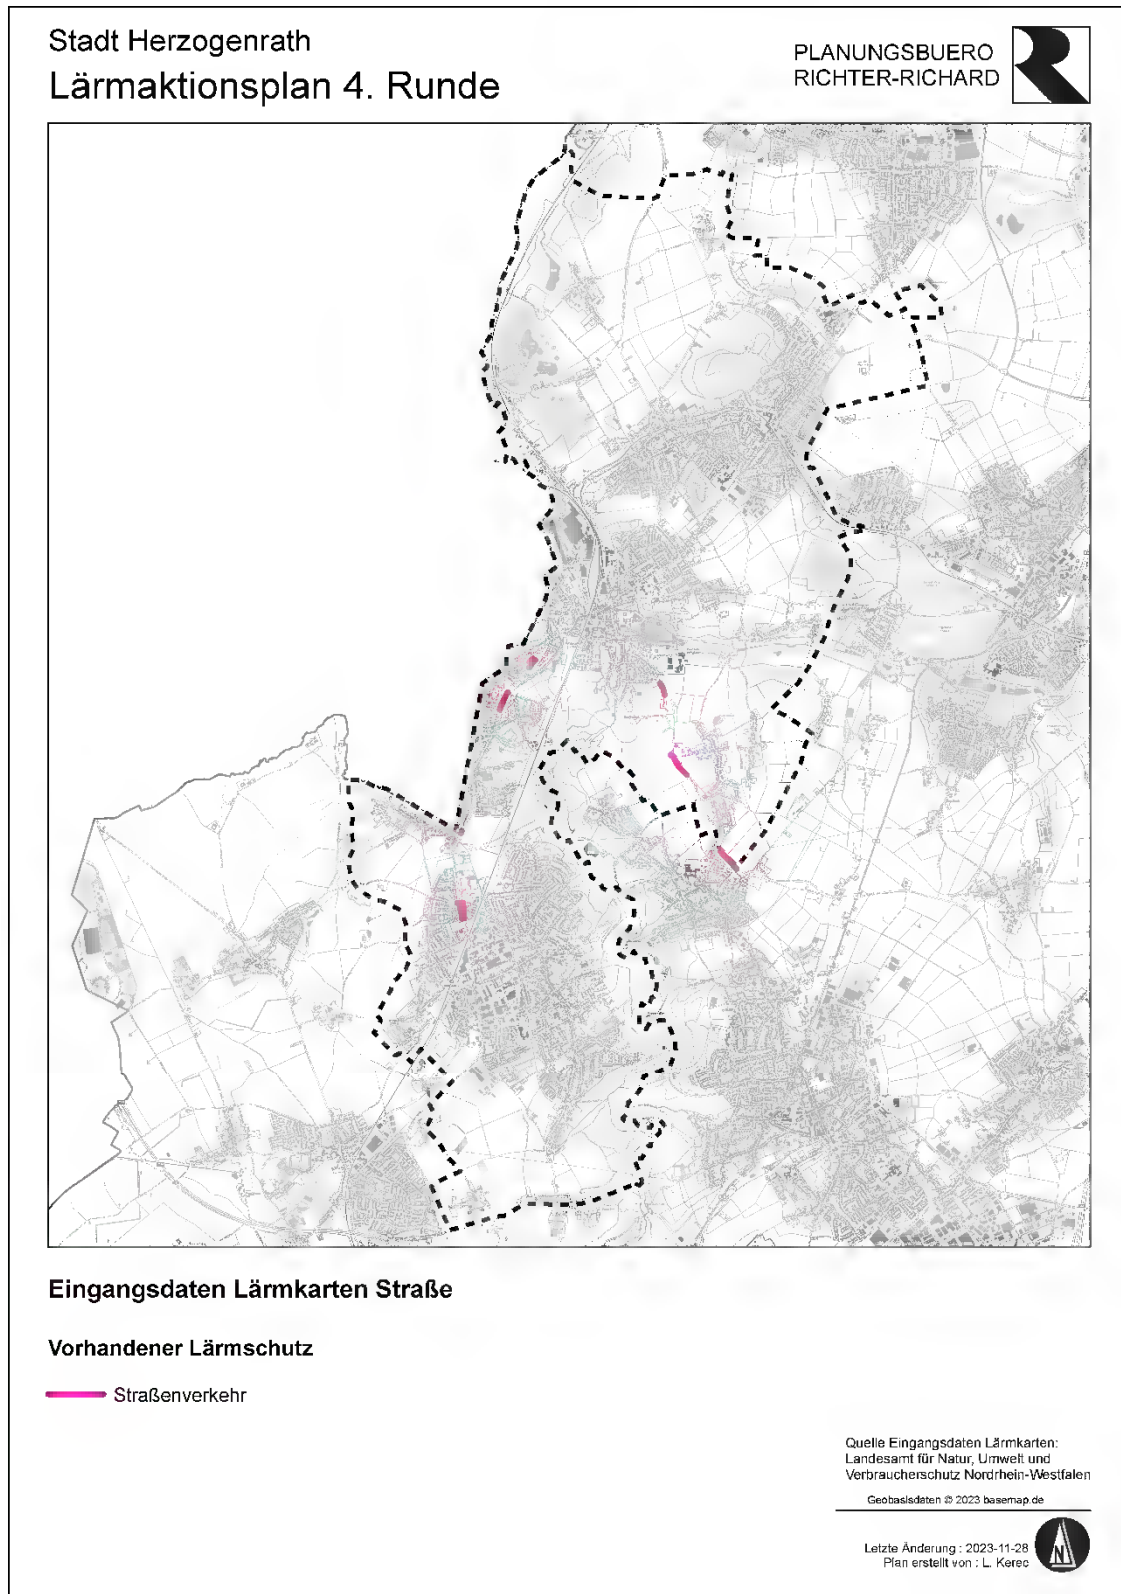 Stadt Herzogenrath
Lärmaktionsplan 4. Runde
PLANUNGSBUERO
RICHTER-RICHARD
Eingangsdaten Lärmkarten Straße
Vorhandener Lärmschutz
Straßenverkehr
Quelle Eingangsdaten Lärmkarten:
Landesamt für Natur, Umwelt und
Verbraucherschutz Nordrhein-Westfalen
Geobasisdaten © 2023 basemap.de
Letzte Änderung : 2023-11-28
Plan erstellt von : L. Kerec
N